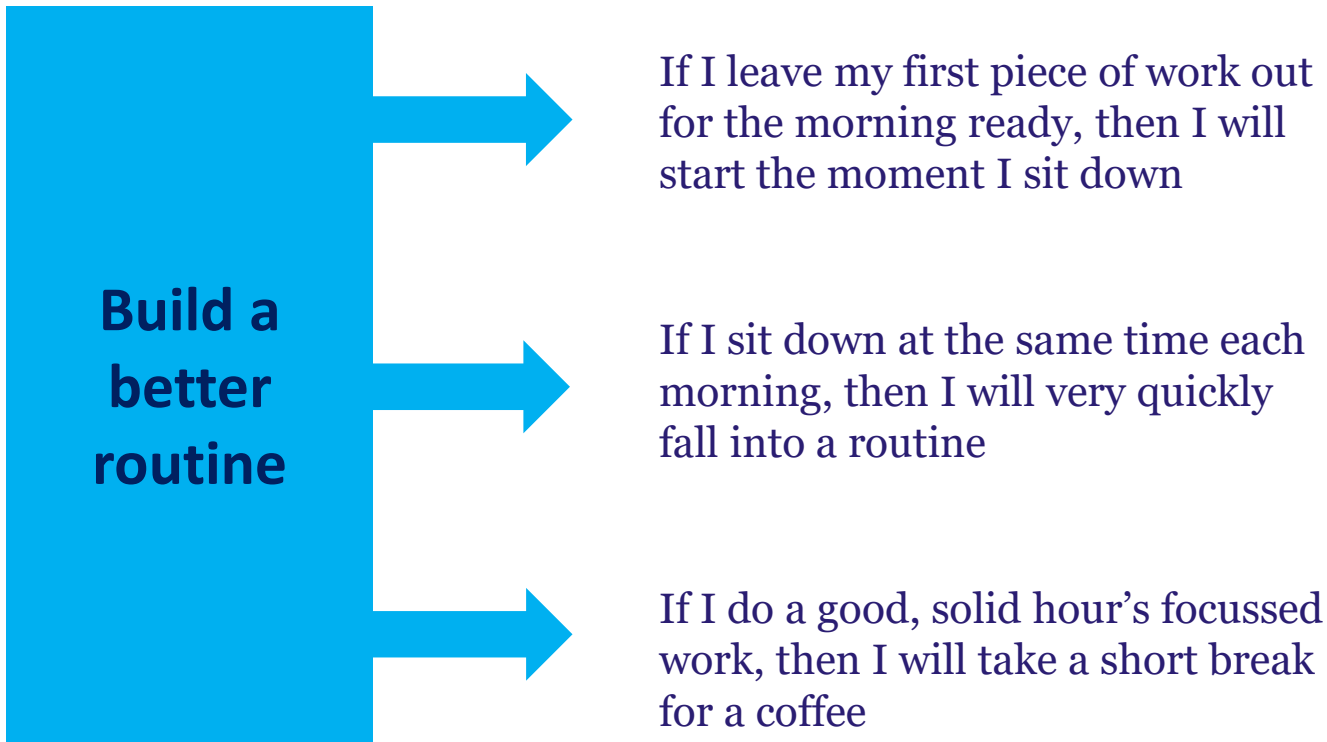 Build a
better
routine
If I leave my first piece of work out
for the morning ready, then I will
start the moment I sit down
If I sit down at the same time each
morning, then I will very quickly
fall into a routine
If I do a good, solid hour’s focussed
work, then I will take a short break
for a coffee